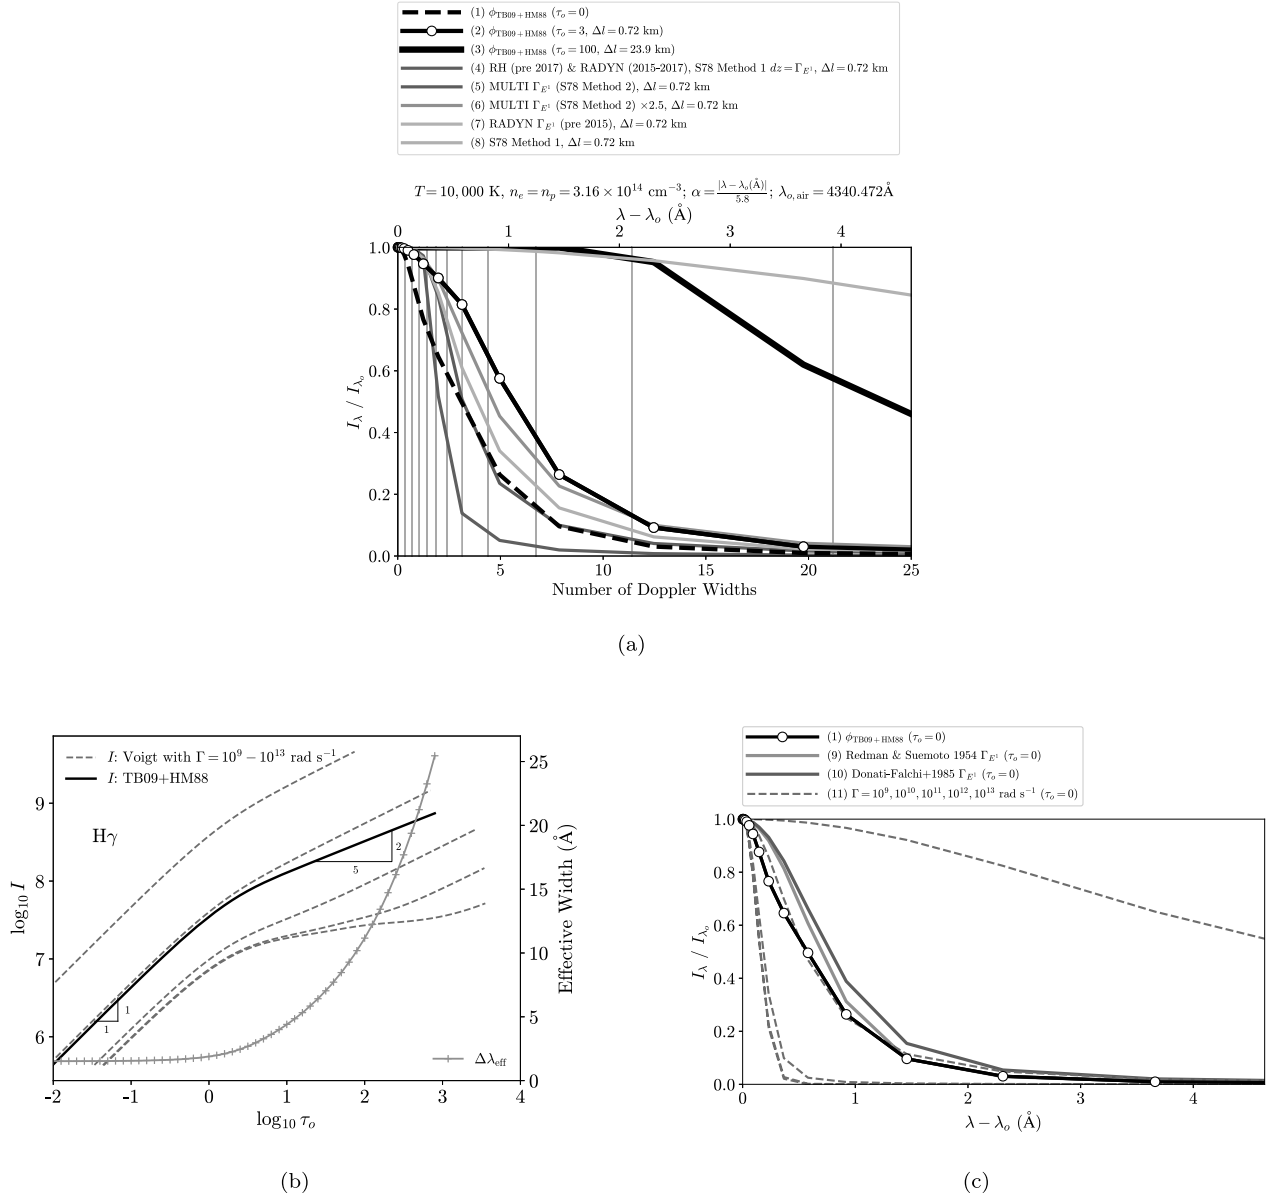 (1) ϕTB09+HM88 (τo = 0)
(2) ϕTB09+HM88 (τo = 3, Δl = 0.72 km)
(3) ϕTB09+HM88 (τo = 100, Δl = 23.9 km)
(4) RH (pre 2017) & RADYN (2015-2017), S78 Method 1 dz = ΓE1, Δl = 0.72 km
(5) MULTI ΓE1 (S78 Method 2), Δl = 0.72 km
(6) MULTI ΓE1 (S78 Method 2) ×2.5, Δl = 0.72 km
(7) RADYN ΓE1 (pre 2015), Δl = 0.72 km
(8) S78 Method 1, Δl = 0.72 km
T = 10,000 K, ne = np = 3.16 × 10^14 cm−3; α = |λ−λo(Å)|/5.8; λo,air = 4340.472Å
λ − λo (Å)
0 1 2 3 4
1.0
0.8
0.6
0.4
0.2
0.0
Iλ / Iλo
0 5 10 15 20 25
Number of Doppler Widths
(a)
I: Voigt with Γ = 10^9 − 10^13 rad s−1
I: TB09+HM88
Hγ
9
8
7
6
log10 I
2
5
1
1
25
20
15
10
5
0
Effective Width (Å)
Δλeff
-2 -1 0 1 2 3 4
log10 τo
(b)
(1) ϕTB09+HM88 (τo = 0)
(9) Redman & Suemoto 1954 ΓE1 (τo = 0)
(10) Donati-Falchi+1985 ΓE1 (τo = 0)
(11) Γ = 10^9, 10^10, 10^11, 10^12, 10^13 rad s−1 (τo = 0)
1.0
0.8
0.6
0.4
0.2
0.0
Iλ / Iλo
0 1 2 3 4
λ − λo (Å)
(c)